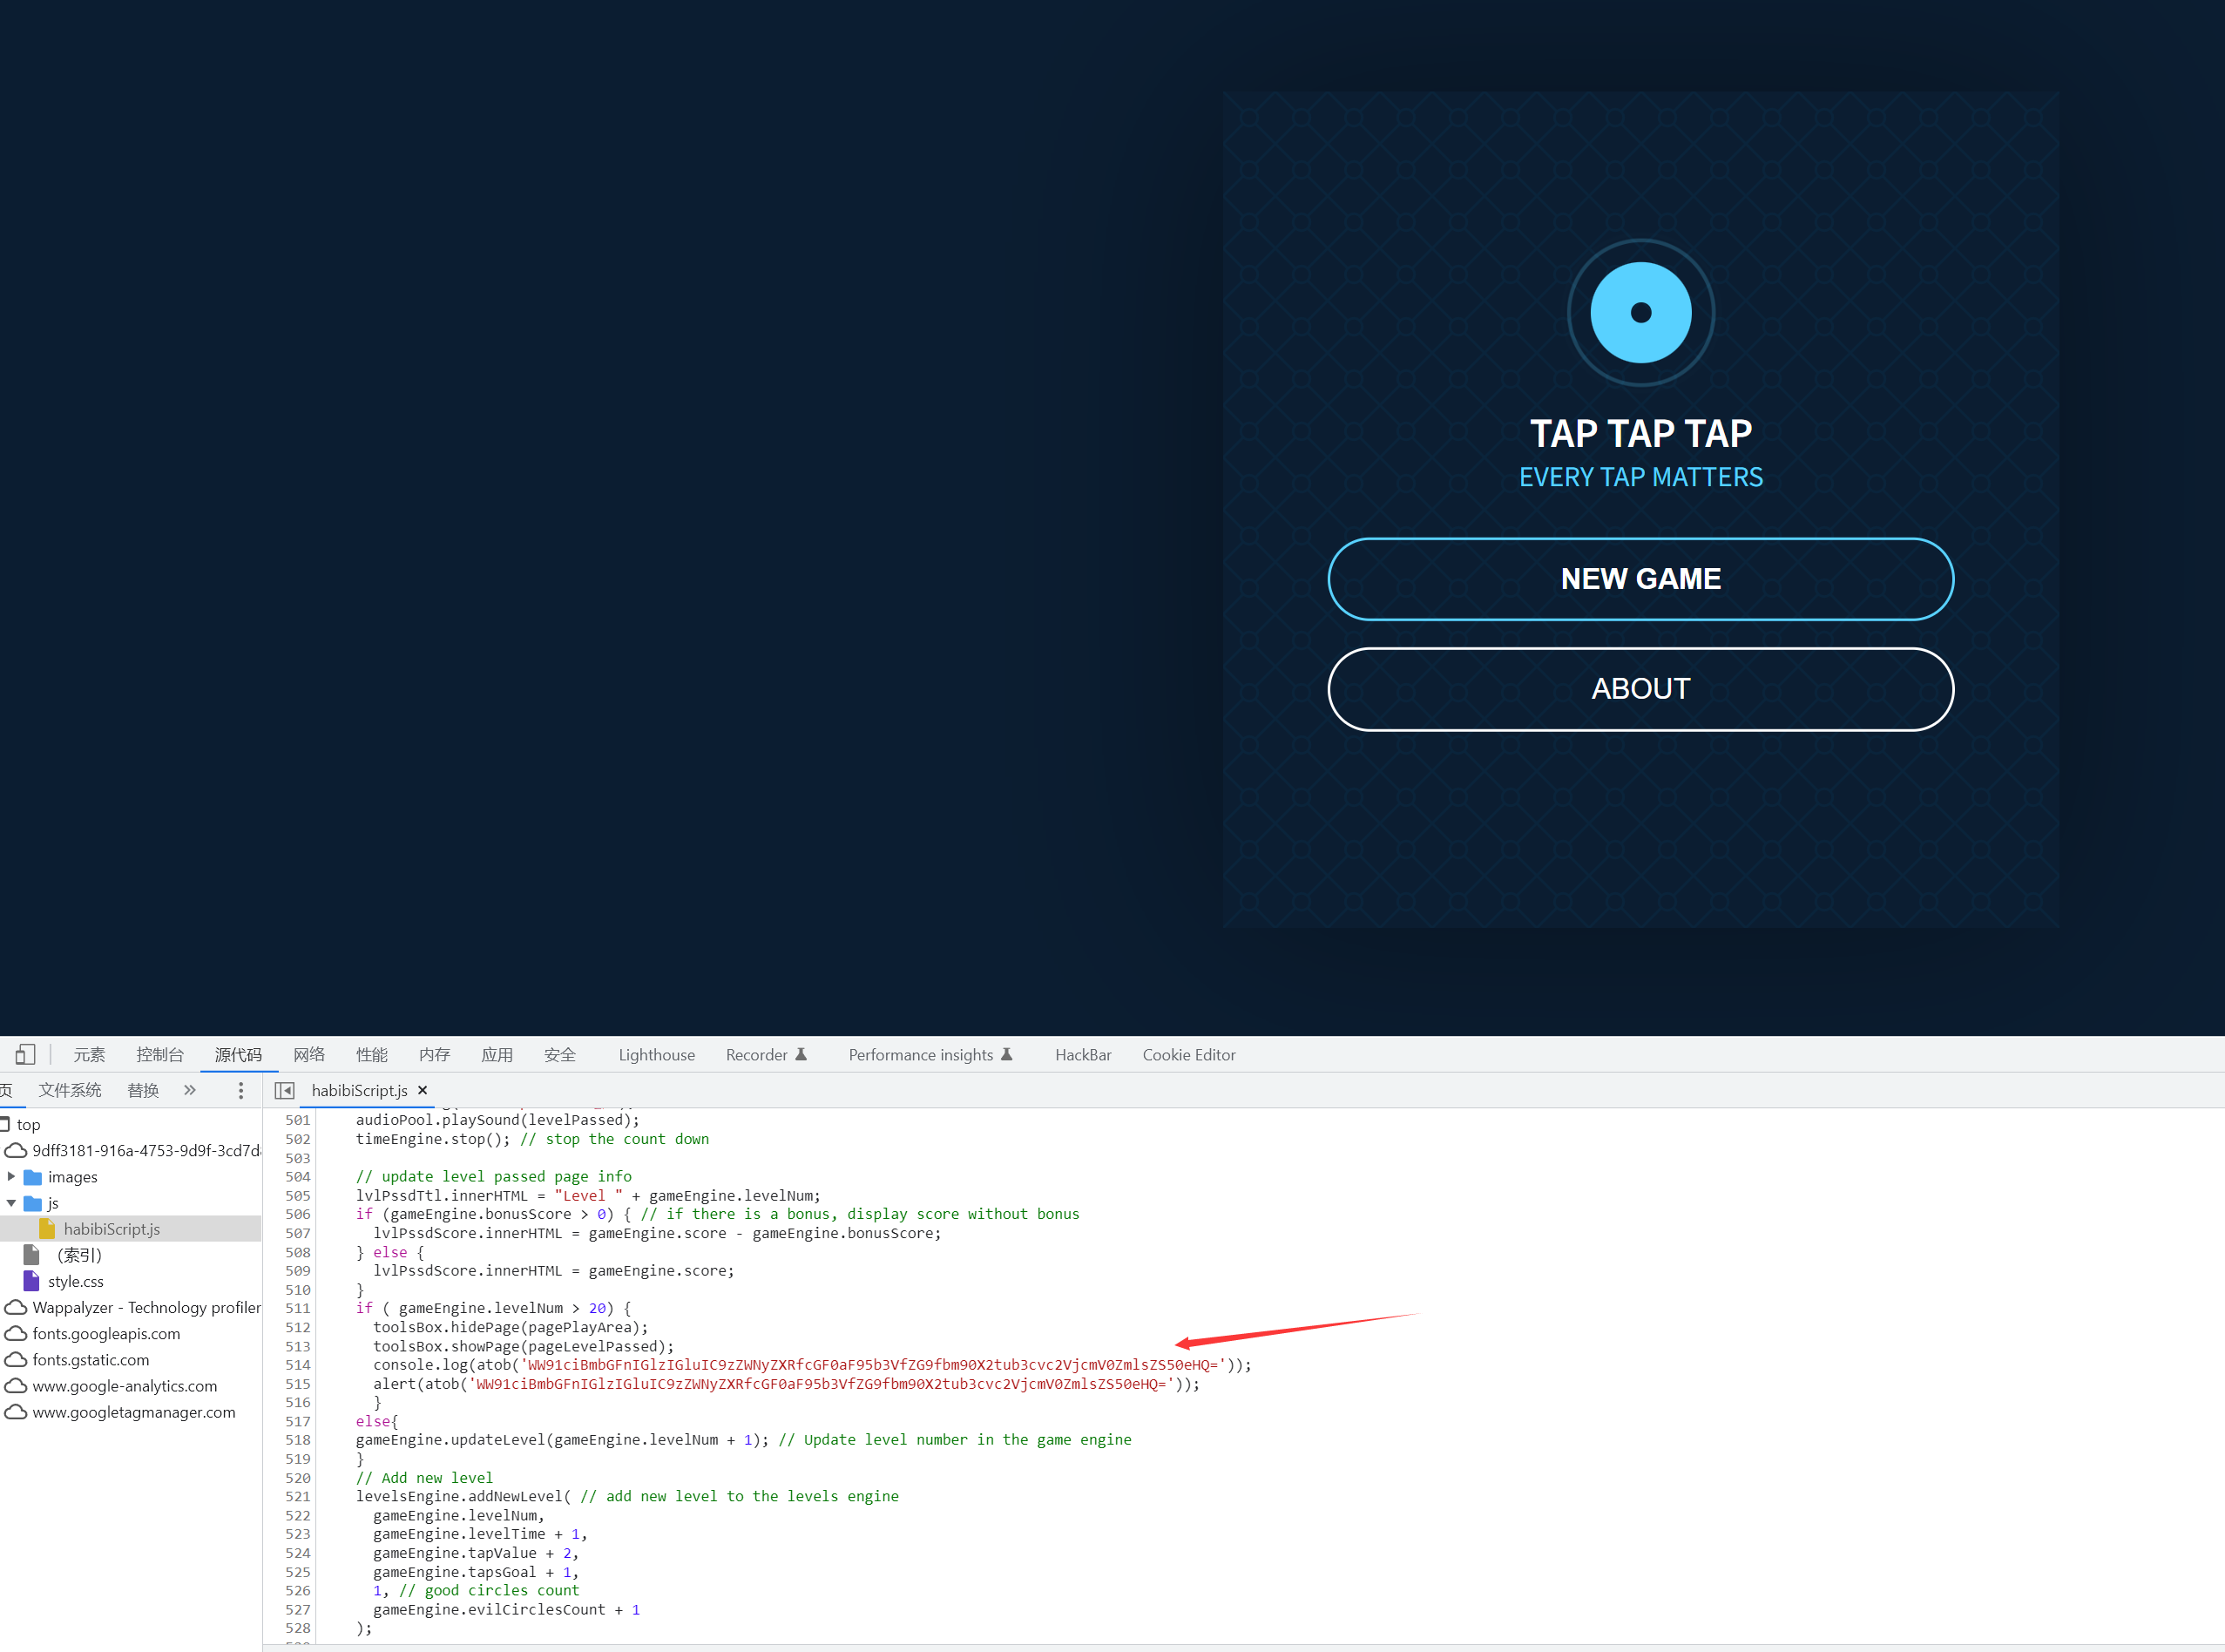 TAP TAP TAP
EVERY TAP MATTERS
NEW GAME
ABOUT
元素 控制台 源代码 网络 性能 内存 应用 安全 Lighthouse Recorder Performance insights HackBar Cookie Editor
页 文件系统 替换 » habibiScript.js ×
top
9dff3181-916a-4753-9d9f-3cd7d
images
js
habibiScript.js
(索引)
style.css
Wappalyzer - Technology profiler
fonts.googleapis.com
fonts.gstatic.com
www.google-analytics.com
www.googletagmanager.com
501 audioPool.playSound(levelPassed);
502 timeEngine.stop(); // stop the count down
503
504 // update level passed page info
505 lvlPssdTtl.innerHTML = "Level " + gameEngine.levelNum;
506 if (gameEngine.bonusScore > 0) { // if there is a bonus, display score without bonus
507 lvlPssdScore.innerHTML = gameEngine.score - gameEngine.bonusScore;
508 } else {
509 lvlPssdScore.innerHTML = gameEngine.score;
510 }
511 if ( gameEngine.levelNum > 20) {
512 toolsBox.hidePage(pagePlayArea);
513 toolsBox.showPage(pageLevelPassed);
514 console.log(atob('WW91ciBmbGFnIGlzIGluIC9zZWNyZXRfcGF0aF95b3VfZG9fbm90X2tub3cvc2VjcmV0ZmlsZS50eHQ='));
515 alert(atob('WW91ciBmbGFnIGlzIGluIC9zZWNyZXRfcGF0aF95b3VfZG9fbm90X2tub3cvc2VjcmV0ZmlsZS50eHQ='));
516 }
517 else{
518 gameEngine.updateLevel(gameEngine.levelNum + 1); // Update level number in the game engine
519 }
520 // Add new level
521 levelsEngine.addNewLevel( // add new level to the levels engine
522 gameEngine.levelNum,
523 gameEngine.levelTime + 1,
524 gameEngine.tapValue + 2,
525 gameEngine.tapsGoal + 1,
526 1, // good circles count
527 gameEngine.evilCirclesCount + 1
528 );